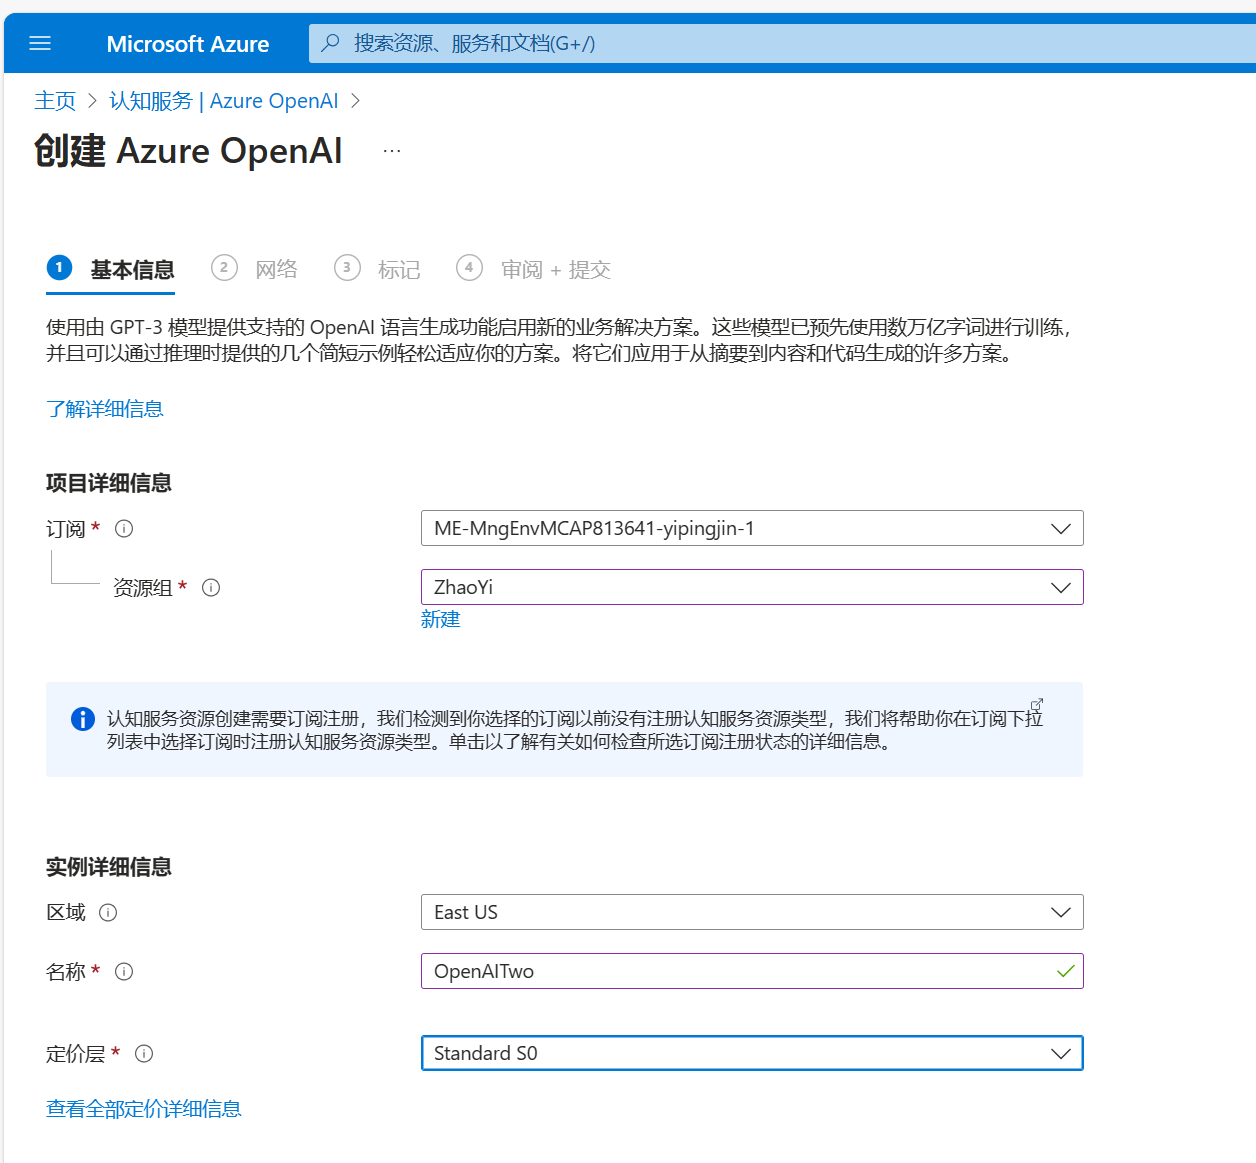 Microsoft Azure
搜索资源、服务和文档(G+/)
主页 > 认知服务 | Azure OpenAI >
创建 Azure OpenAI ...
1 基本信息 2 网络 3 标记 4 审阅 + 提交
使用由 GPT-3 模型提供支持的 OpenAI 语言生成功能启用新的业务解决方案。这些模型已预先使用数万亿字词进行训练，
并且可以通过推理时提供的几个简短示例轻松适应你的方案。将它们应用于从摘要到内容和代码生成的许多方案。
了解详细信息
项目详细信息
订阅 * ME-MngEnvMCAP813641-yipingjin-1
资源组 * ZhaoYi
新建
认知服务资源创建需要订阅注册，我们检测到你选择的订阅以前没有注册认知服务资源类型，我们将帮助你在订阅下拉
列表中选择订阅时注册认知服务资源类型。单击以了解有关如何检查所选订阅注册状态的详细信息。
实例详细信息
区域 East US
名称 * OpenAITwo
定价层 * Standard S0
查看全部定价详细信息